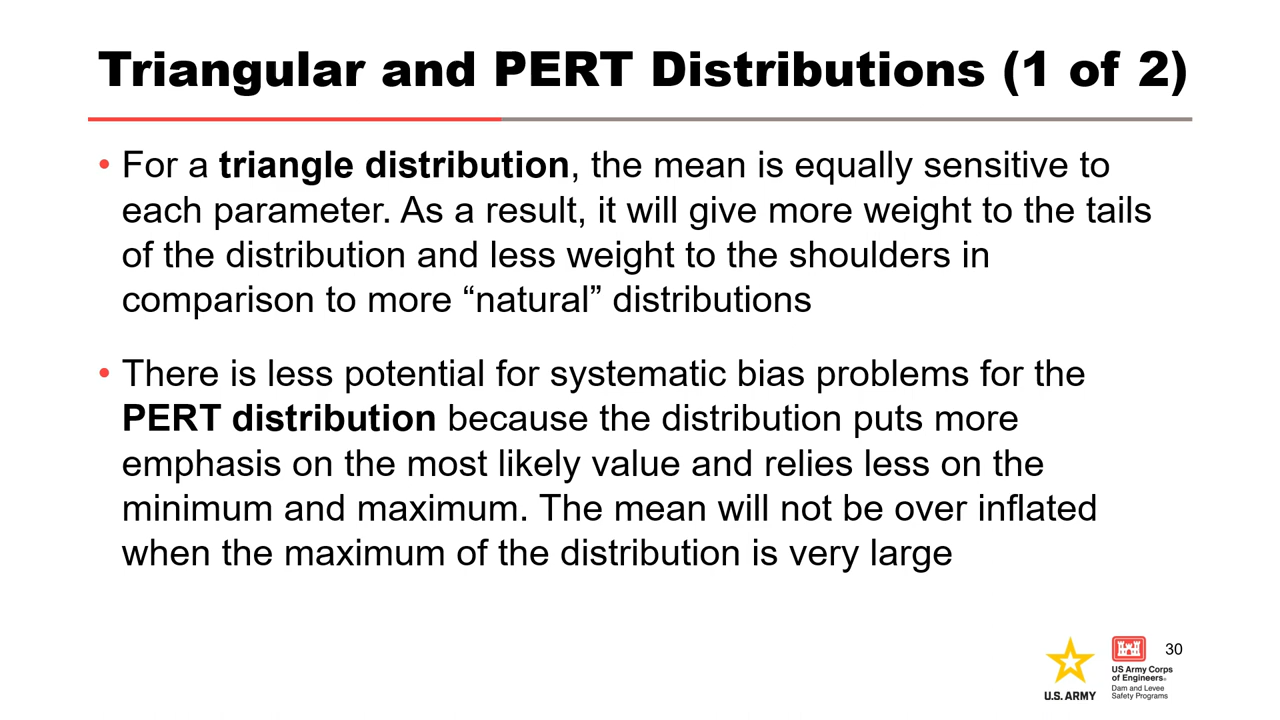 Triangular and PERT Distributions (1 of 2)
• For a triangle distribution, the mean is equally sensitive to
each parameter. As a result, it will give more weight to the tails
of the distribution and less weight to the shoulders in
comparison to more “natural” distributions
• There is less potential for systematic bias problems for the
PERT distribution because the distribution puts more
emphasis on the most likely value and relies less on the
minimum and maximum. The mean will not be over inflated
when the maximum of the distribution is very large
U.S. ARMY
US Army Corps
of Engineers®
Dam and Levee
Safety Programs
30